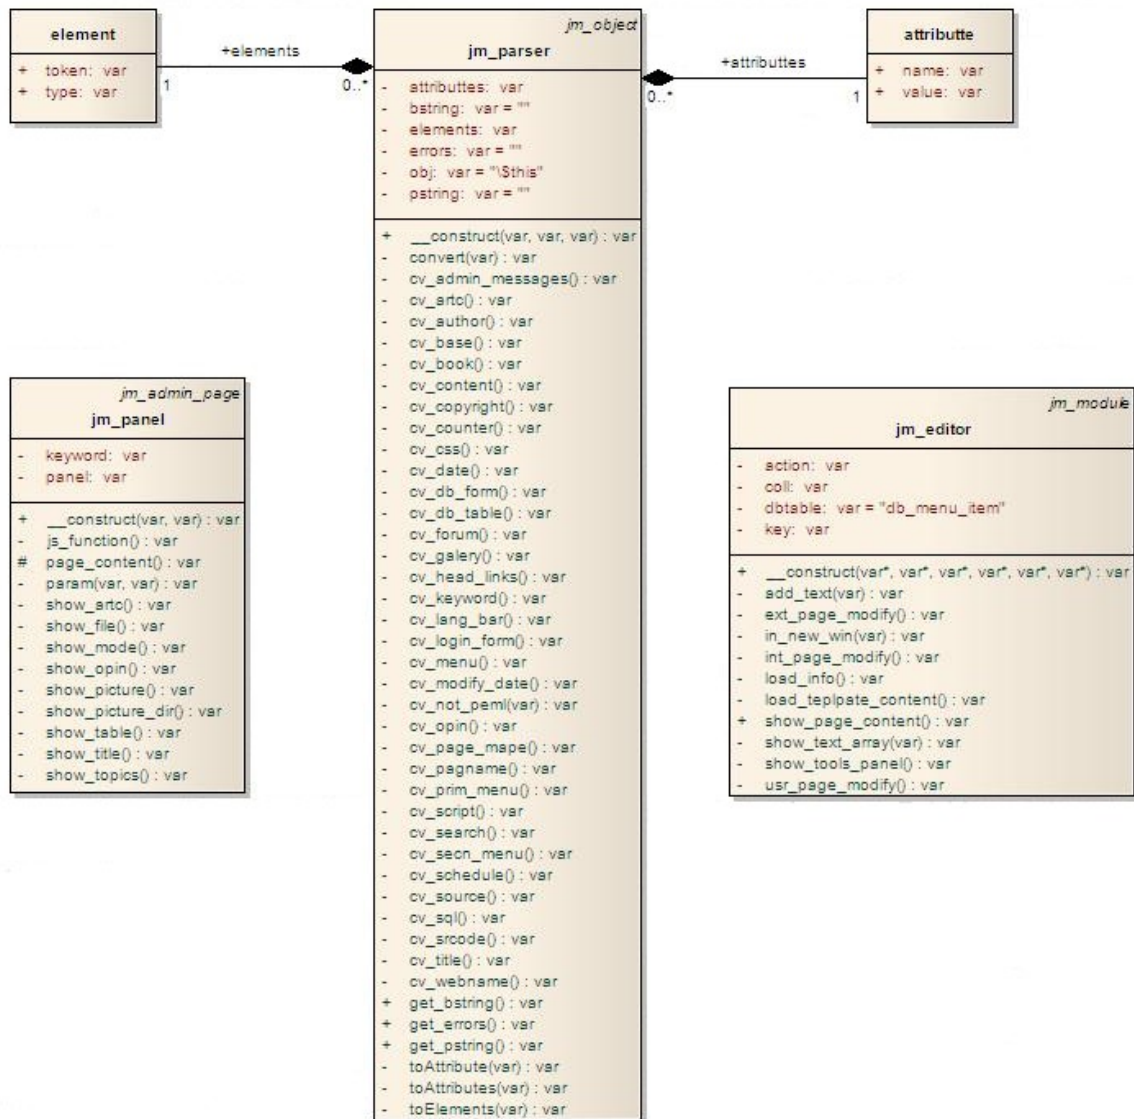 element
+ token: var
+ type: var
+elements
1
0..*
jm_object
jm_parser
- attributtes: var
- bstring: var = ""
- elements: var
- errors: var = ""
- obj: var = "\$this"
- pstring: var = ""
+ __construct(var, var, var) : var
- convert(var) : var
- cv_admin_messages() : var
- cv_artc() : var
- cv_author() : var
- cv_base() : var
- cv_book() : var
- cv_content() : var
- cv_copyright() : var
- cv_counter() : var
- cv_css() : var
- cv_date() : var
- cv_db_form() : var
- cv_db_table() : var
- cv_forum() : var
- cv_galery() : var
- cv_head_links() : var
- cv_keyword() : var
- cv_lang_bar() : var
- cv_login_form() : var
- cv_menu() : var
- cv_modify_date() : var
- cv_not_peml(var) : var
- cv_opin() : var
- cv_page_mape() : var
- cv_pagname() : var
- cv_prim_menu() : var
- cv_script() : var
- cv_search() : var
- cv_secn_menu() : var
- cv_schedule() : var
- cv_source() : var
- cv_sql() : var
- cv_srcode() : var
- cv_title() : var
- cv_webname() : var
+ get_bstring() : var
+ get_errors() : var
+ get_pstring() : var
- toAttribute(var) : var
- toAttributes(var) : var
- toElements(var) : var
+attributtes
0..*
1
attributte
+ name: var
+ value: var
jm_admin_page
jm_panel
- keyword: var
- panel: var
+ __construct(var, var) : var
- js_function() : var
# page_content() : var
- param(var, var) : var
- show_artc() : var
- show_file() : var
- show_mode() : var
- show_opin() : var
- show_picture() : var
- show_picture_dir() : var
- show_table() : var
- show_title() : var
- show_topics() : var
jm_module
jm_editor
- action: var
- coll: var
- dbtable: var = "db_menu_item"
- key: var
+ __construct(var*, var*, var*, var*, var*, var*) : var
- add_text(var) : var
- ext_page_modify() : var
- in_new_win(var) : var
- int_page_modify() : var
- load_info() : var
- load_teplpate_content() : var
+ show_page_content() : var
- show_text_array(var) : var
- show_tools_panel() : var
- usr_page_modify() : var